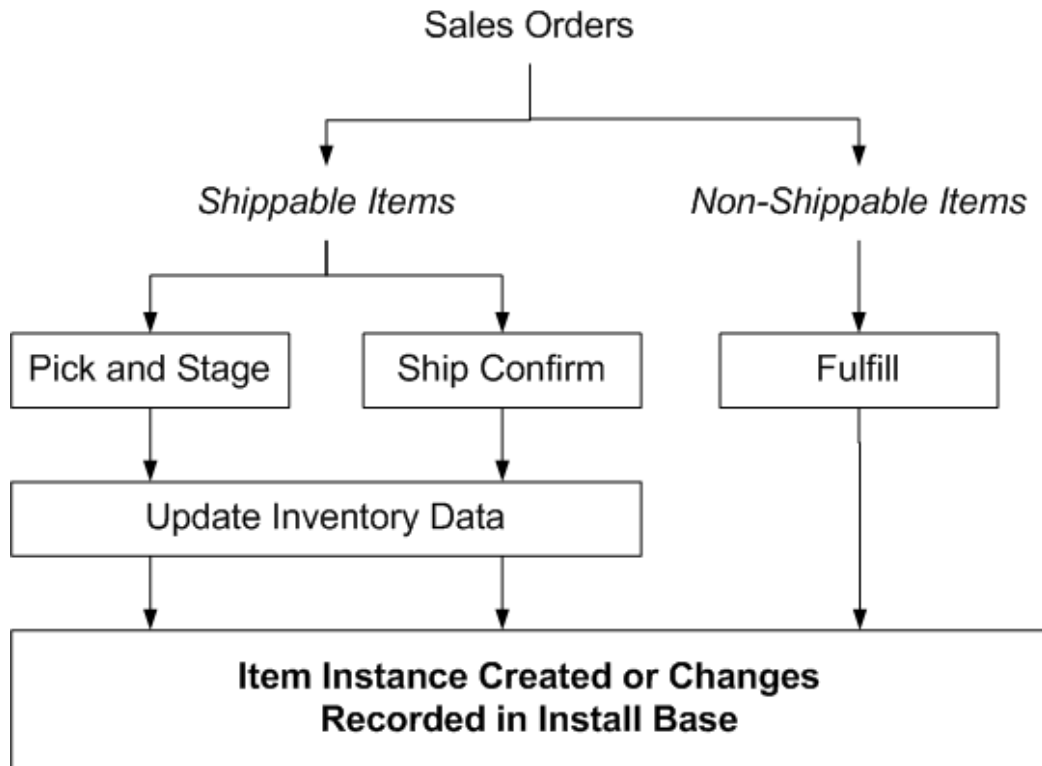 Sales Orders
Shippable Items
Non-Shippable Items
Pick and Stage
Ship Confirm
Fulfill
Update Inventory Data
Item Instance Created or Changes
Recorded in Install Base